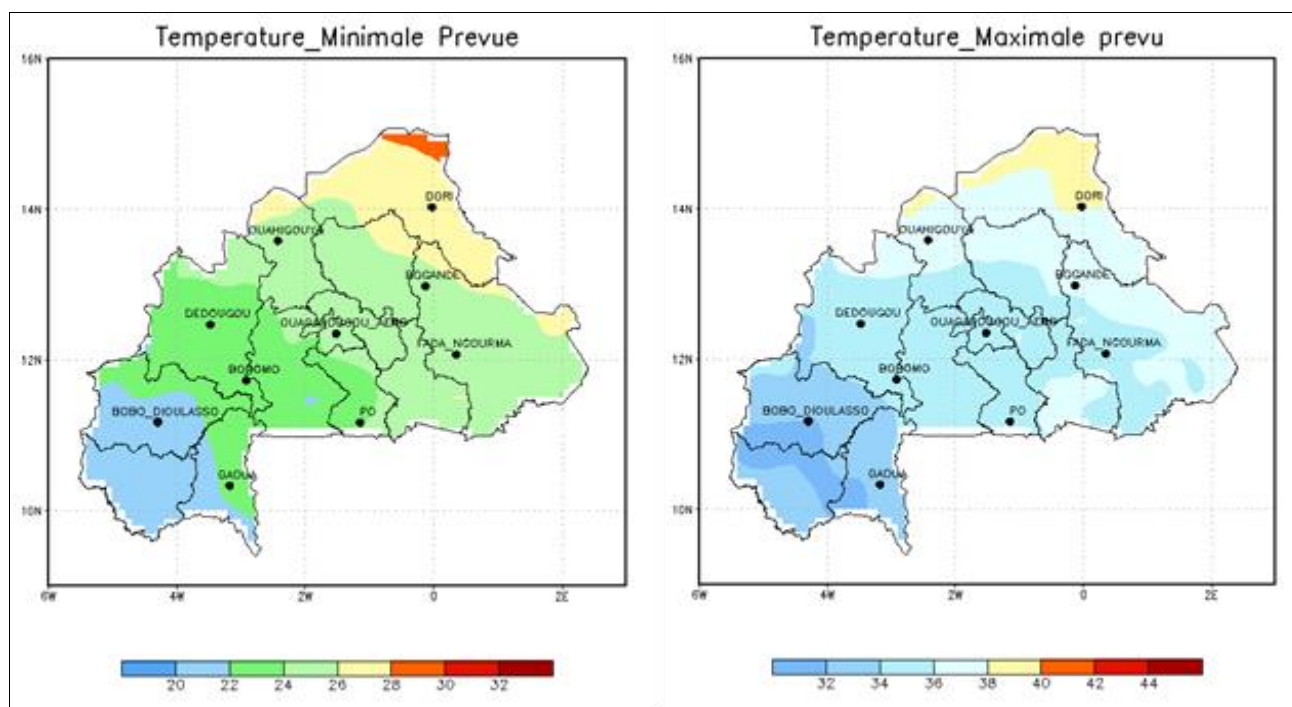 Temperature_Minimale Prevue
16N
14N
12N
10N
6W 4W 2W 0 2E
DORI
OUAHIGOUYA
BOGANDE
DEDOUGOU
OUAGADOUGOU_AERO
FADA_NGOURMA
BOROMO
BOBO_DIOULASSO
PO
GAOUA
20 22 24 26 28 30 32
Temperature_Maximale prevu
16N
14N
12N
10N
6W 4W 2W 0 2E
DORI
OUAHIGOUYA
BOGANDE
DEDOUGOU
OUAGADOUGOU_AERO
FADA_NGOURMA
BOROMO
BOBO_DIOULASSO
PO
GAOUA
32 34 36 38 40 42 44